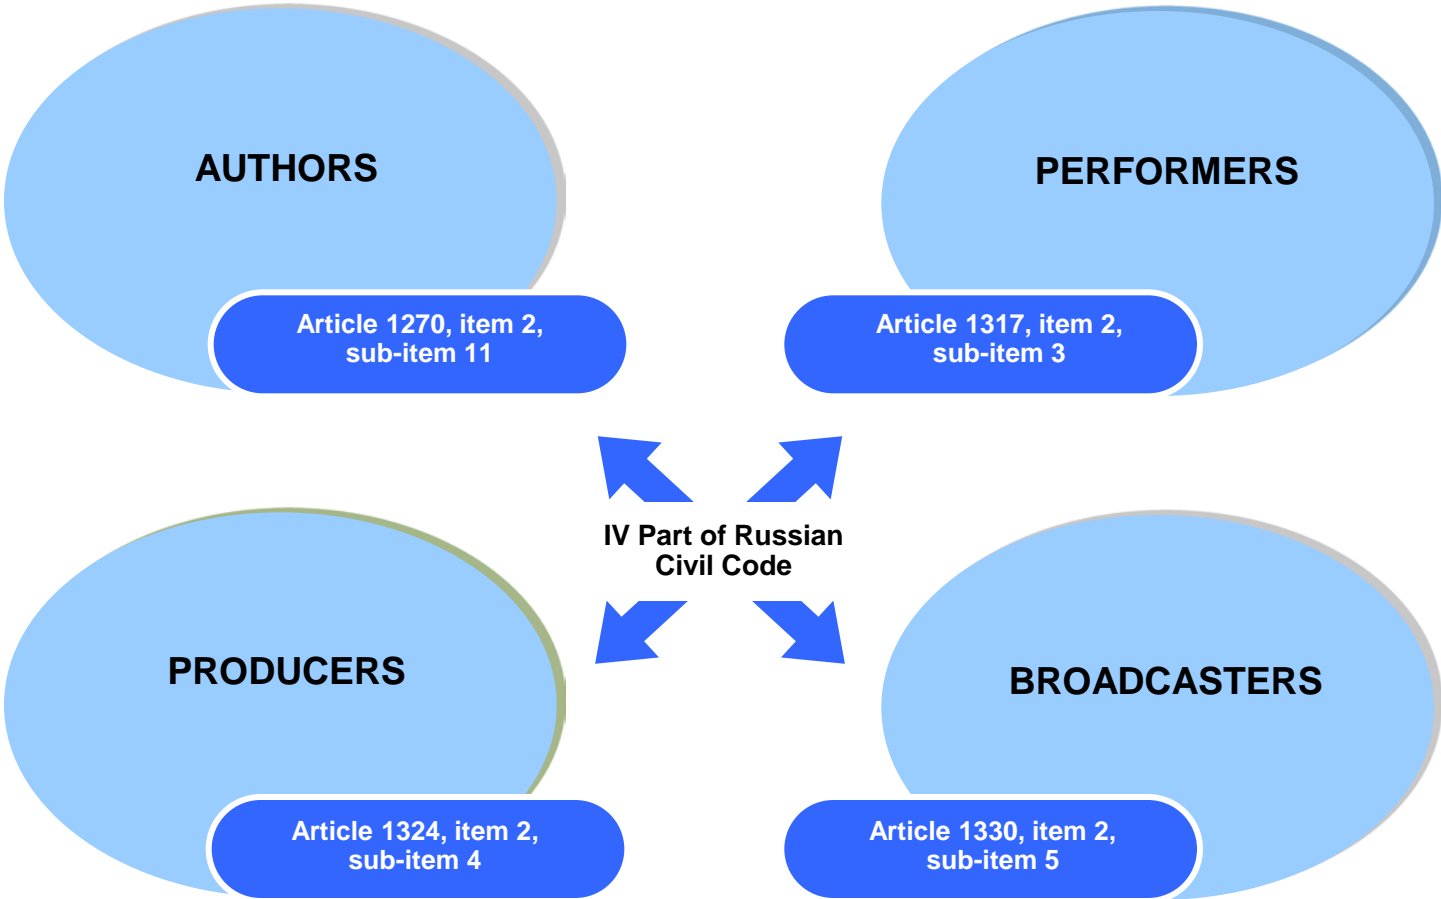 AUTHORS
Article 1270, item 2,
sub-item 11
PERFORMERS
Article 1317, item 2,
sub-item 3
IV Part of Russian
Civil Code
PRODUCERS
Article 1324, item 2,
sub-item 4
BROADCASTERS
Article 1330, item 2,
sub-item 5